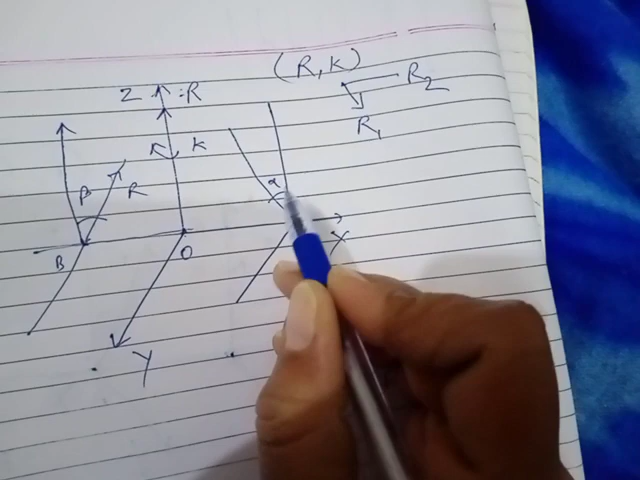 (R, K)
Z :R
R2
R1
K
β R
α
B O X
Y